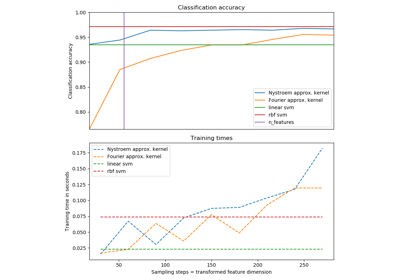 Classification accuracy
1.00
0.95
0.90
0.85
0.80
Classification accuracy
Nystroem approx. kernel
Fourier approx. kernel
linear svm
rbf svm
n_features
Training times
0.175
0.150
0.125
0.100
0.075
0.050
0.025
Training time in seconds
Nystroem approx. kernel
Fourier approx. kernel
linear svm
rbf svm
50 100 150 200 250
Sampling steps = transformed feature dimension